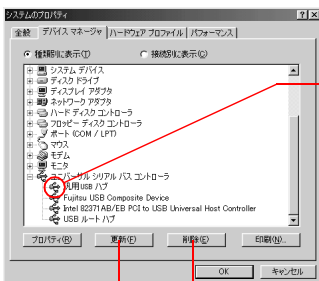 システムのプロパティ
全般 デバイス マネージャ ハードウェア プロファイル パフォーマンス
種類別に表示(T) 接続別に表示(C)
システム デバイス
ディスク ドライブ
ディスプレイ アダプタ
ネットワーク アダプタ
ハード ディスク コントローラ
フロッピー ディスク コントローラ
ポート (COM / LPT)
マウス
モデム
モニタ
ユニバーサル シリアル バス コントローラ
汎用USB ハブ
Fujitsu USB Composite Device
Intel 82371AB/EB PCI to USB Universal Host Controller
USB ルート ハブ
プロパティ(R) 更新(F) 削除(E) 印刷(N)...
OK キャンセル